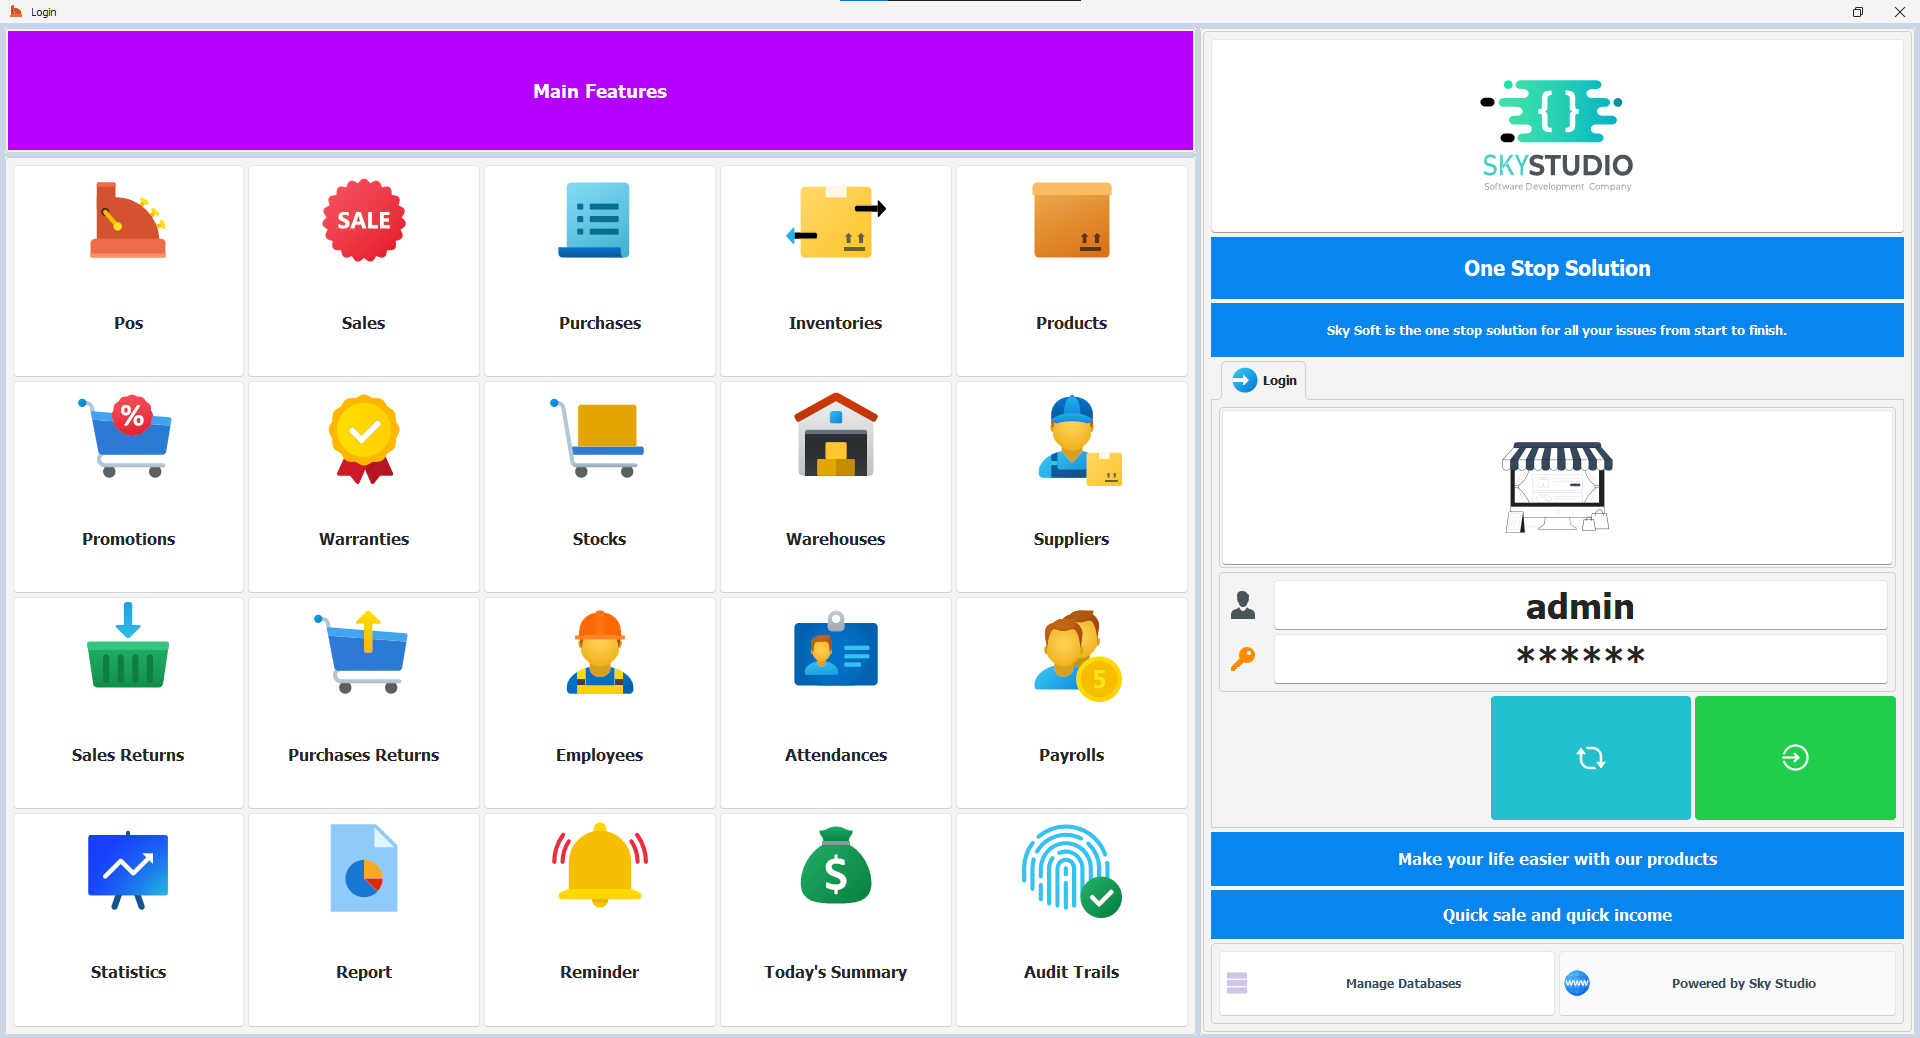 Login
Main Features
SALE
Pos
Sales
Purchases
Inventories
Products
%
Promotions
Warranties
Stocks
Warehouses
Suppliers
Sales Returns
Purchases Returns
Employees
Attendances
5
Payrolls
$
Statistics
Report
Reminder
Today's Summary
Audit Trails
{ }
SKYSTUDIO
Software Development Company
One Stop Solution
Sky Soft is the one stop solution for all your issues from start to finish.
Login
admin
******
Make your life easier with our products
Quick sale and quick income
Manage Databases
www
Powered by Sky Studio